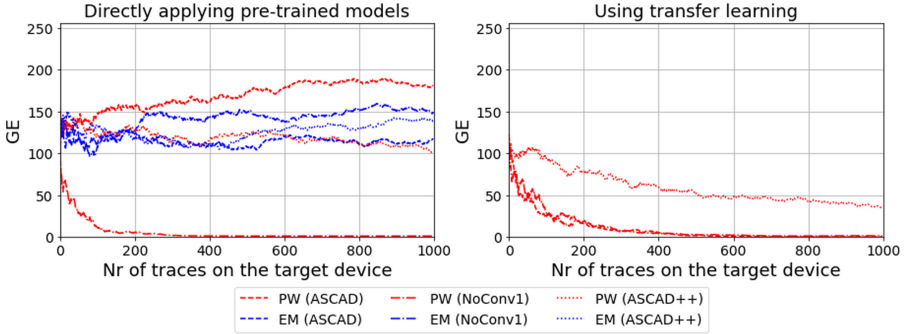 Directly applying pre-trained models
Using transfer learning
GE
250
200
150
100
50
0
0 200 400 600 800 1000
Nr of traces on the target device
GE
250
200
150
100
50
0
0 200 400 600 800 1000
Nr of traces on the target device
PW (ASCAD) PW (NoConv1) PW (ASCAD++)
EM (ASCAD) EM (NoConv1) EM (ASCAD++)